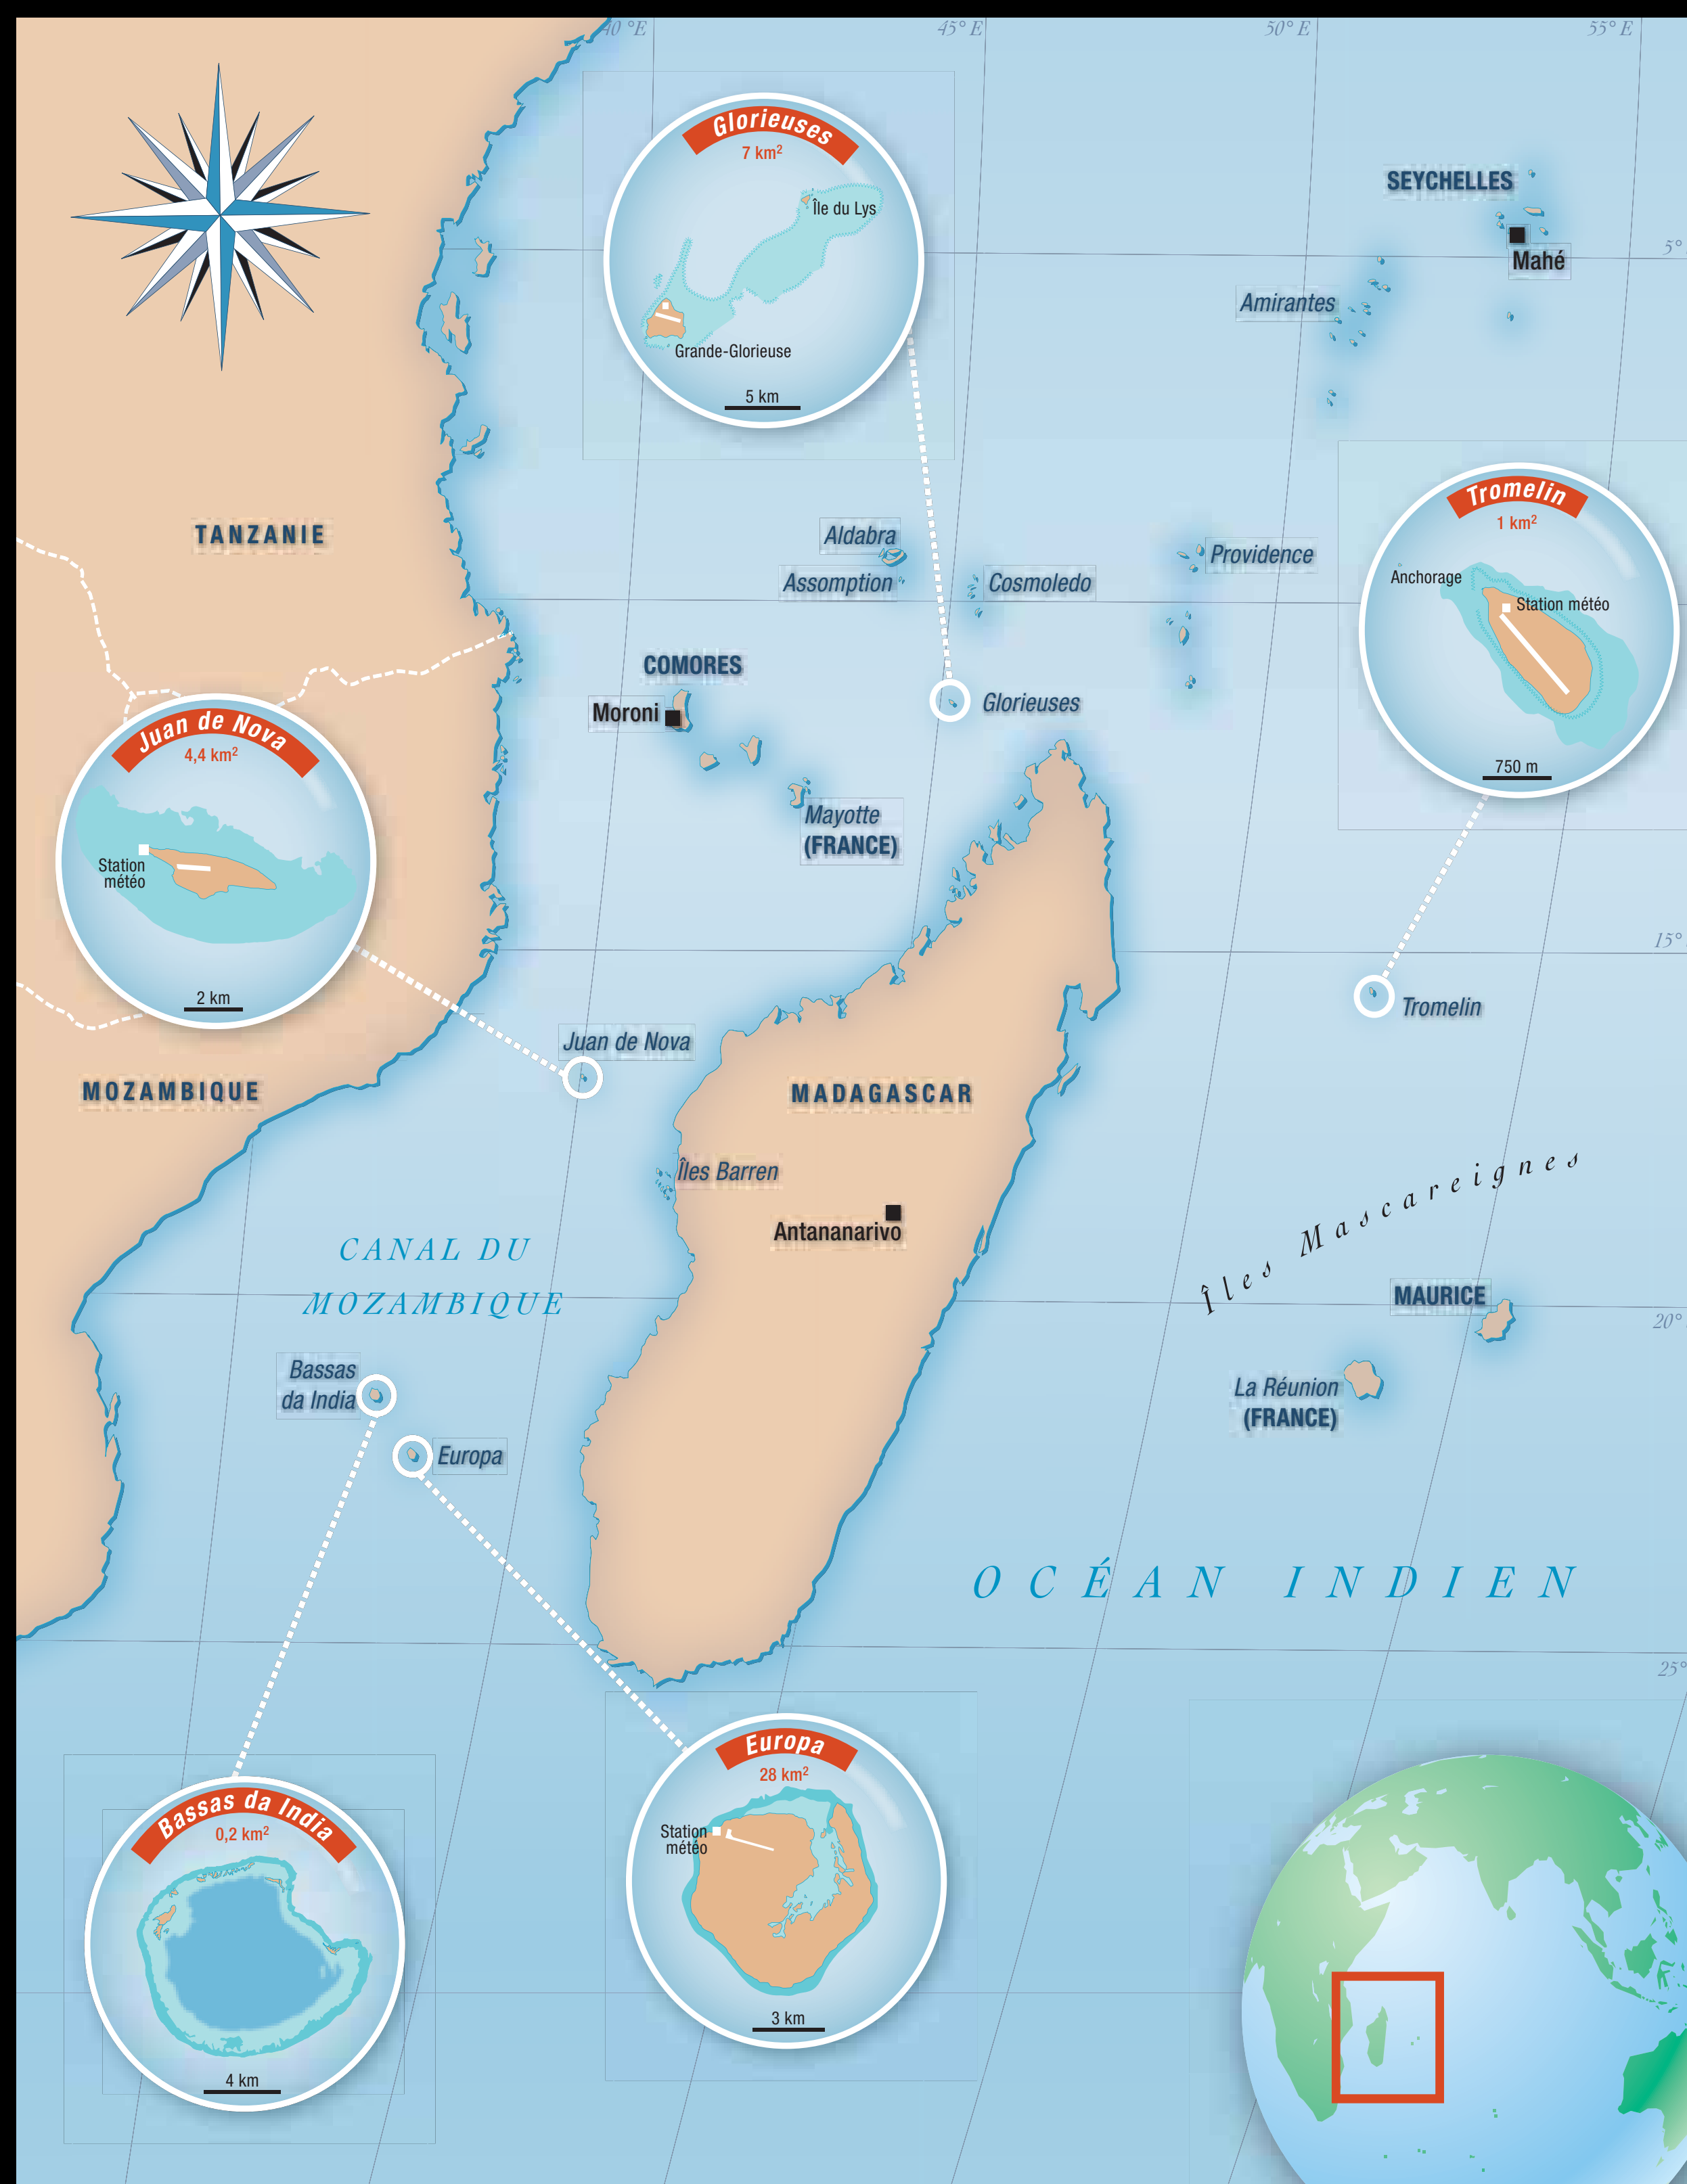 40 °E
45° E
50° E
55° E
Glorieuses
7 km²
Île du Lys
Grande-Glorieuse
5 km
SEYCHELLES
Mahé
5°
Amirantes
Tromelin
1 km²
Anchorage
Station météo
750 m
TANZANIE
Aldabra
Assomption
Cosmoledo
Providence
COMORES
Moroni
Glorieuses
Mayotte
(FRANCE)
Juan de Nova
4,4 km²
Station
météo
2 km
15°
Tromelin
Juan de Nova
MOZAMBIQUE
MADAGASCAR
Îles Barren
Antananarivo
Îles Mascareignes
CANAL DU
MOZAMBIQUE
MAURICE
20°
La Réunion
(FRANCE)
Bassas
da India
Europa
OCÉAN INDIEN
25°
Europa
28 km²
Station
météo
3 km
Bassas da India
0,2 km²
4 km